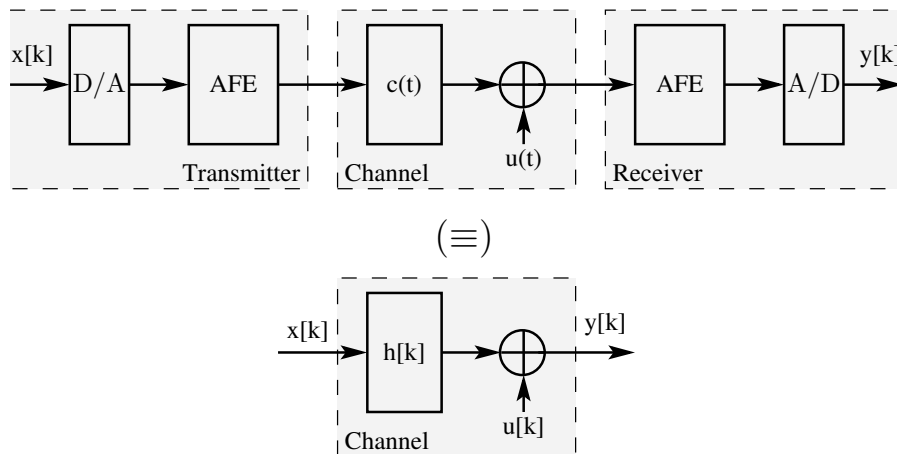 x[k]
D/A
AFE
Transmitter
c(t)
u(t)
Channel
AFE
A/D
y[k]
Receiver
(≡)
x[k]
h[k]
u[k]
y[k]
Channel